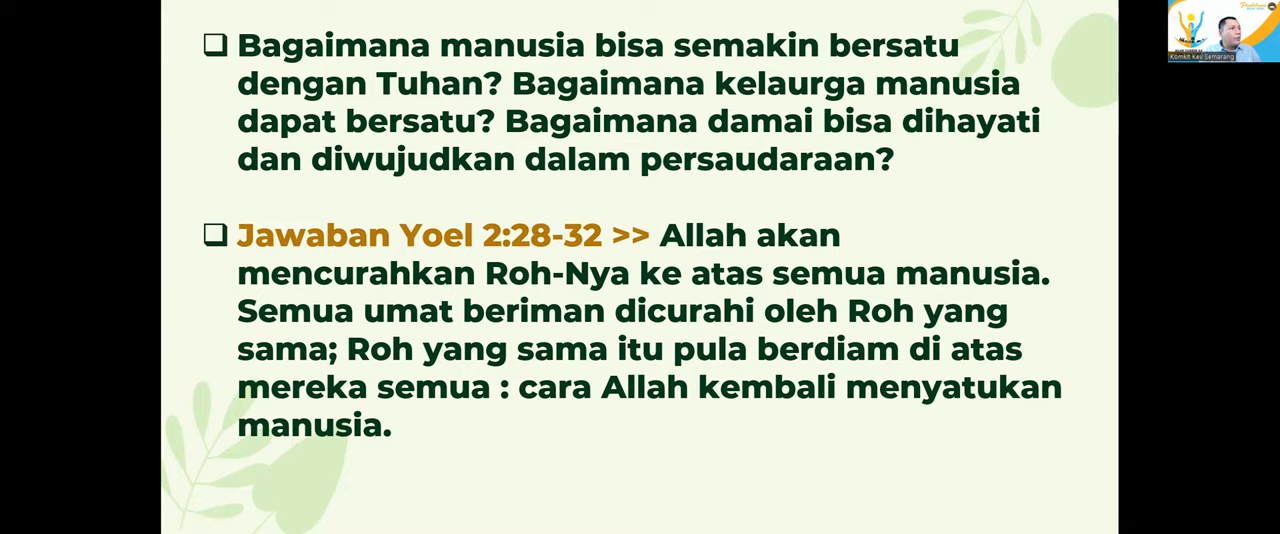 ❑ Bagaimana manusia bisa semakin bersatu
dengan Tuhan? Bagaimana kelaurga manusia
dapat bersatu? Bagaimana damai bisa dihayati
dan diwujudkan dalam persaudaraan?
❑ Jawaban Yoel 2:28-32 >> Allah akan
mencurahkan Roh-Nya ke atas semua manusia.
Semua umat beriman dicurahi oleh Roh yang
sama; Roh yang sama itu pula berdiam di atas
mereka semua : cara Allah kembali menyatukan
manusia.
Komkit Kep Semarang